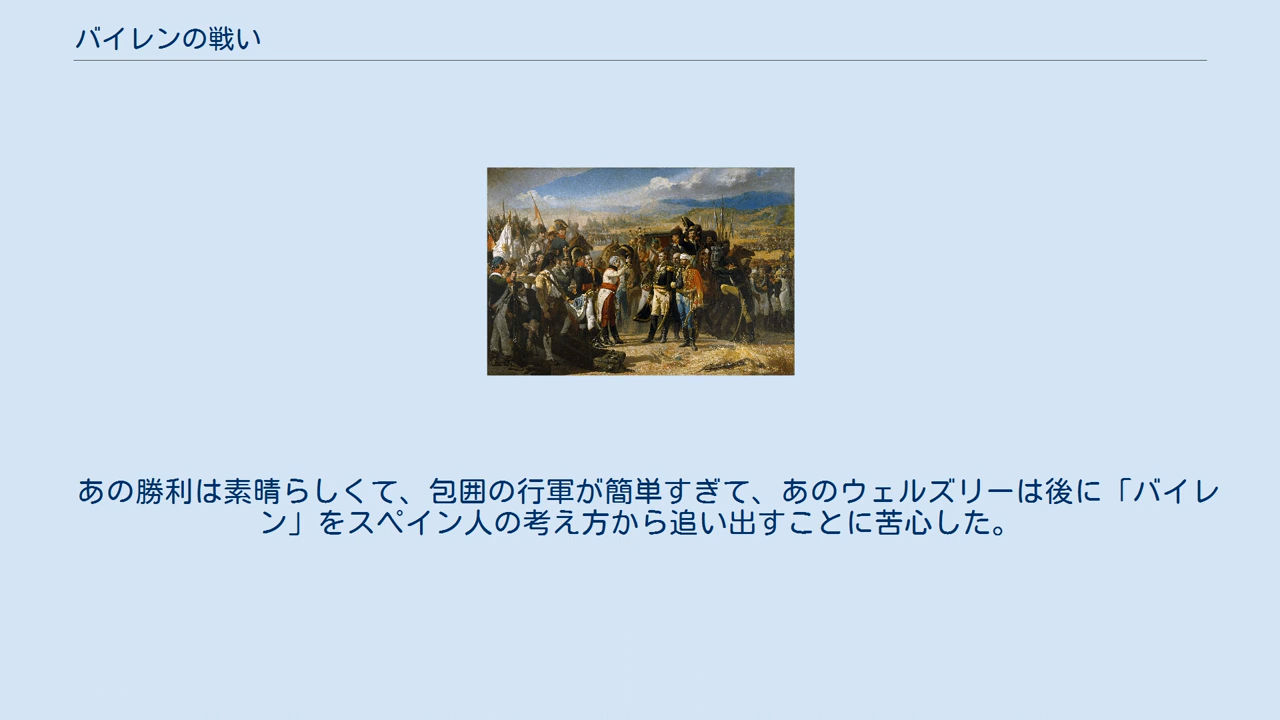 バイレンの戦い
あの勝利は素晴らしくて、包囲の行軍が簡単すぎて、あのウェルズリーは後に「バイレ
ン」をスペイン人の考え方から追い出すことに苦心した。